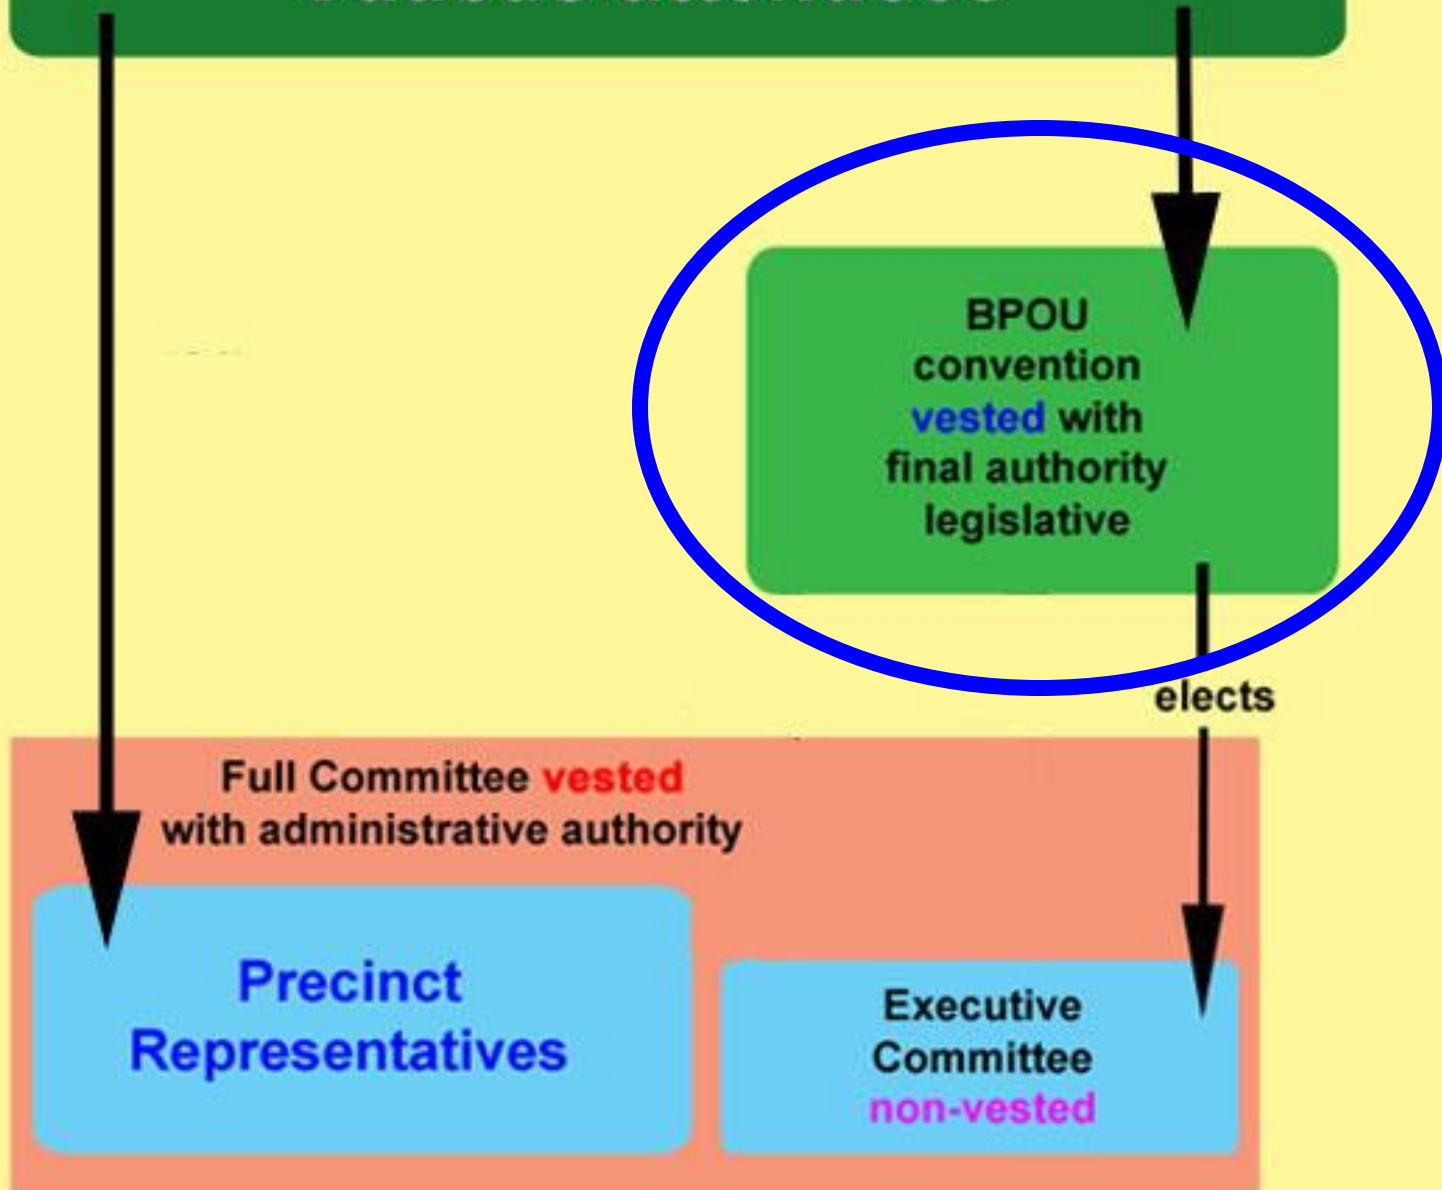 BPOU
convention
vested with
final authority
legislative
elects
Full Committee vested
with administrative authority
Precinct
Representatives
Executive
Committee
non-vested